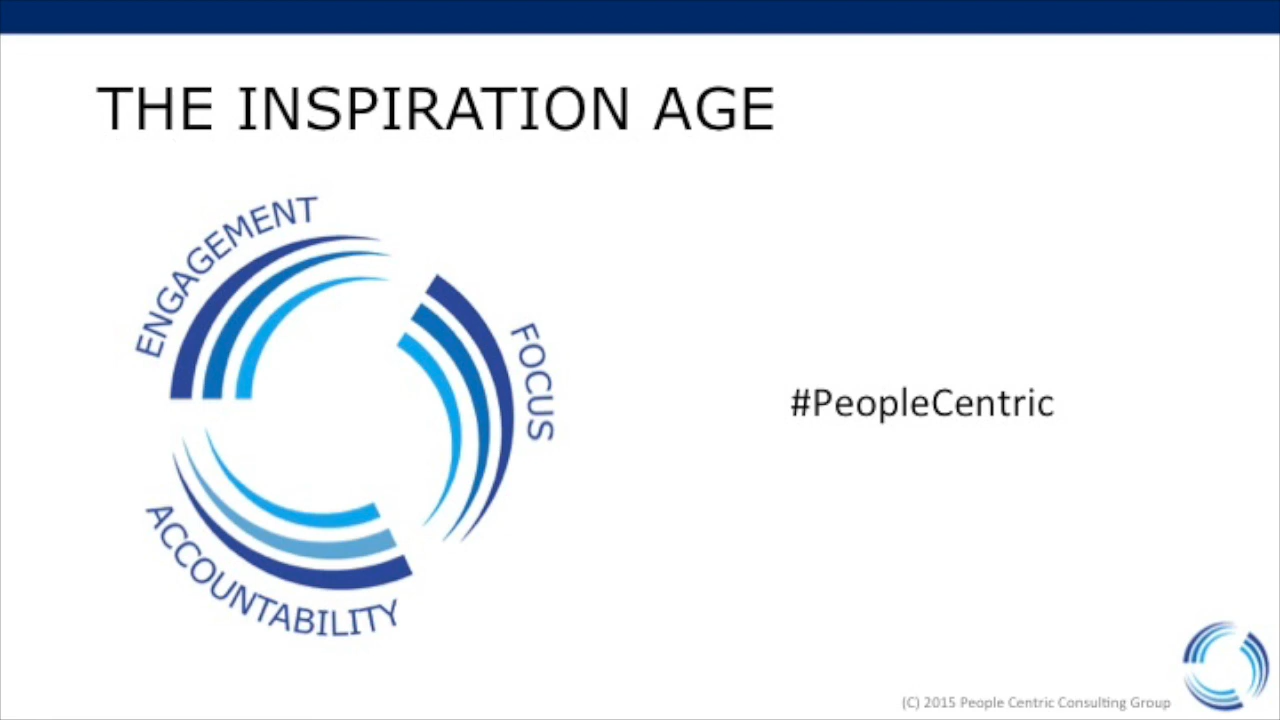 THE INSPIRATION AGE
ENGAGEMENT
FOCUS
ACCOUNTABILITY
#PeopleCentric
(C) 2015 People Centric Consulting Group